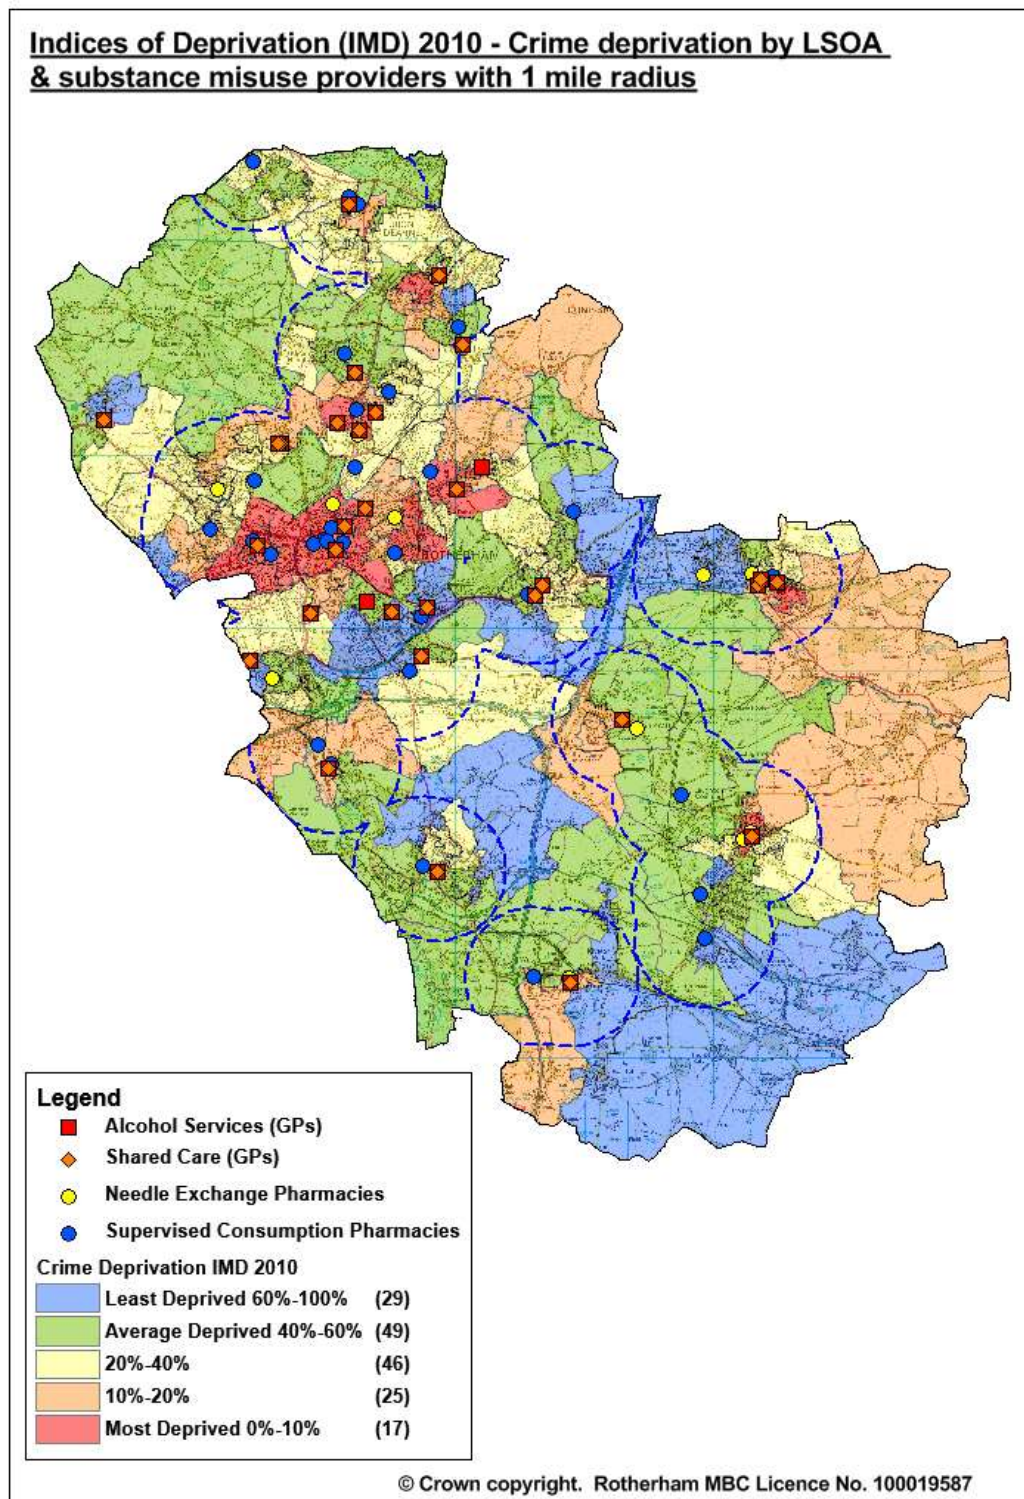 Indices of Deprivation (IMD) 2010 - Crime deprivation by LSOA
& substance misuse providers with 1 mile radius
ROTHERHAM
Legend
Alcohol Services (GPs)
Shared Care (GPs)
Needle Exchange Pharmacies
Supervised Consumption Pharmacies
Crime Deprivation IMD 2010
Least Deprived 60%-100% (29)
Average Deprived 40%-60% (49)
20%-40% (46)
10%-20% (25)
Most Deprived 0%-10% (17)
© Crown copyright. Rotherham MBC Licence No. 100019587